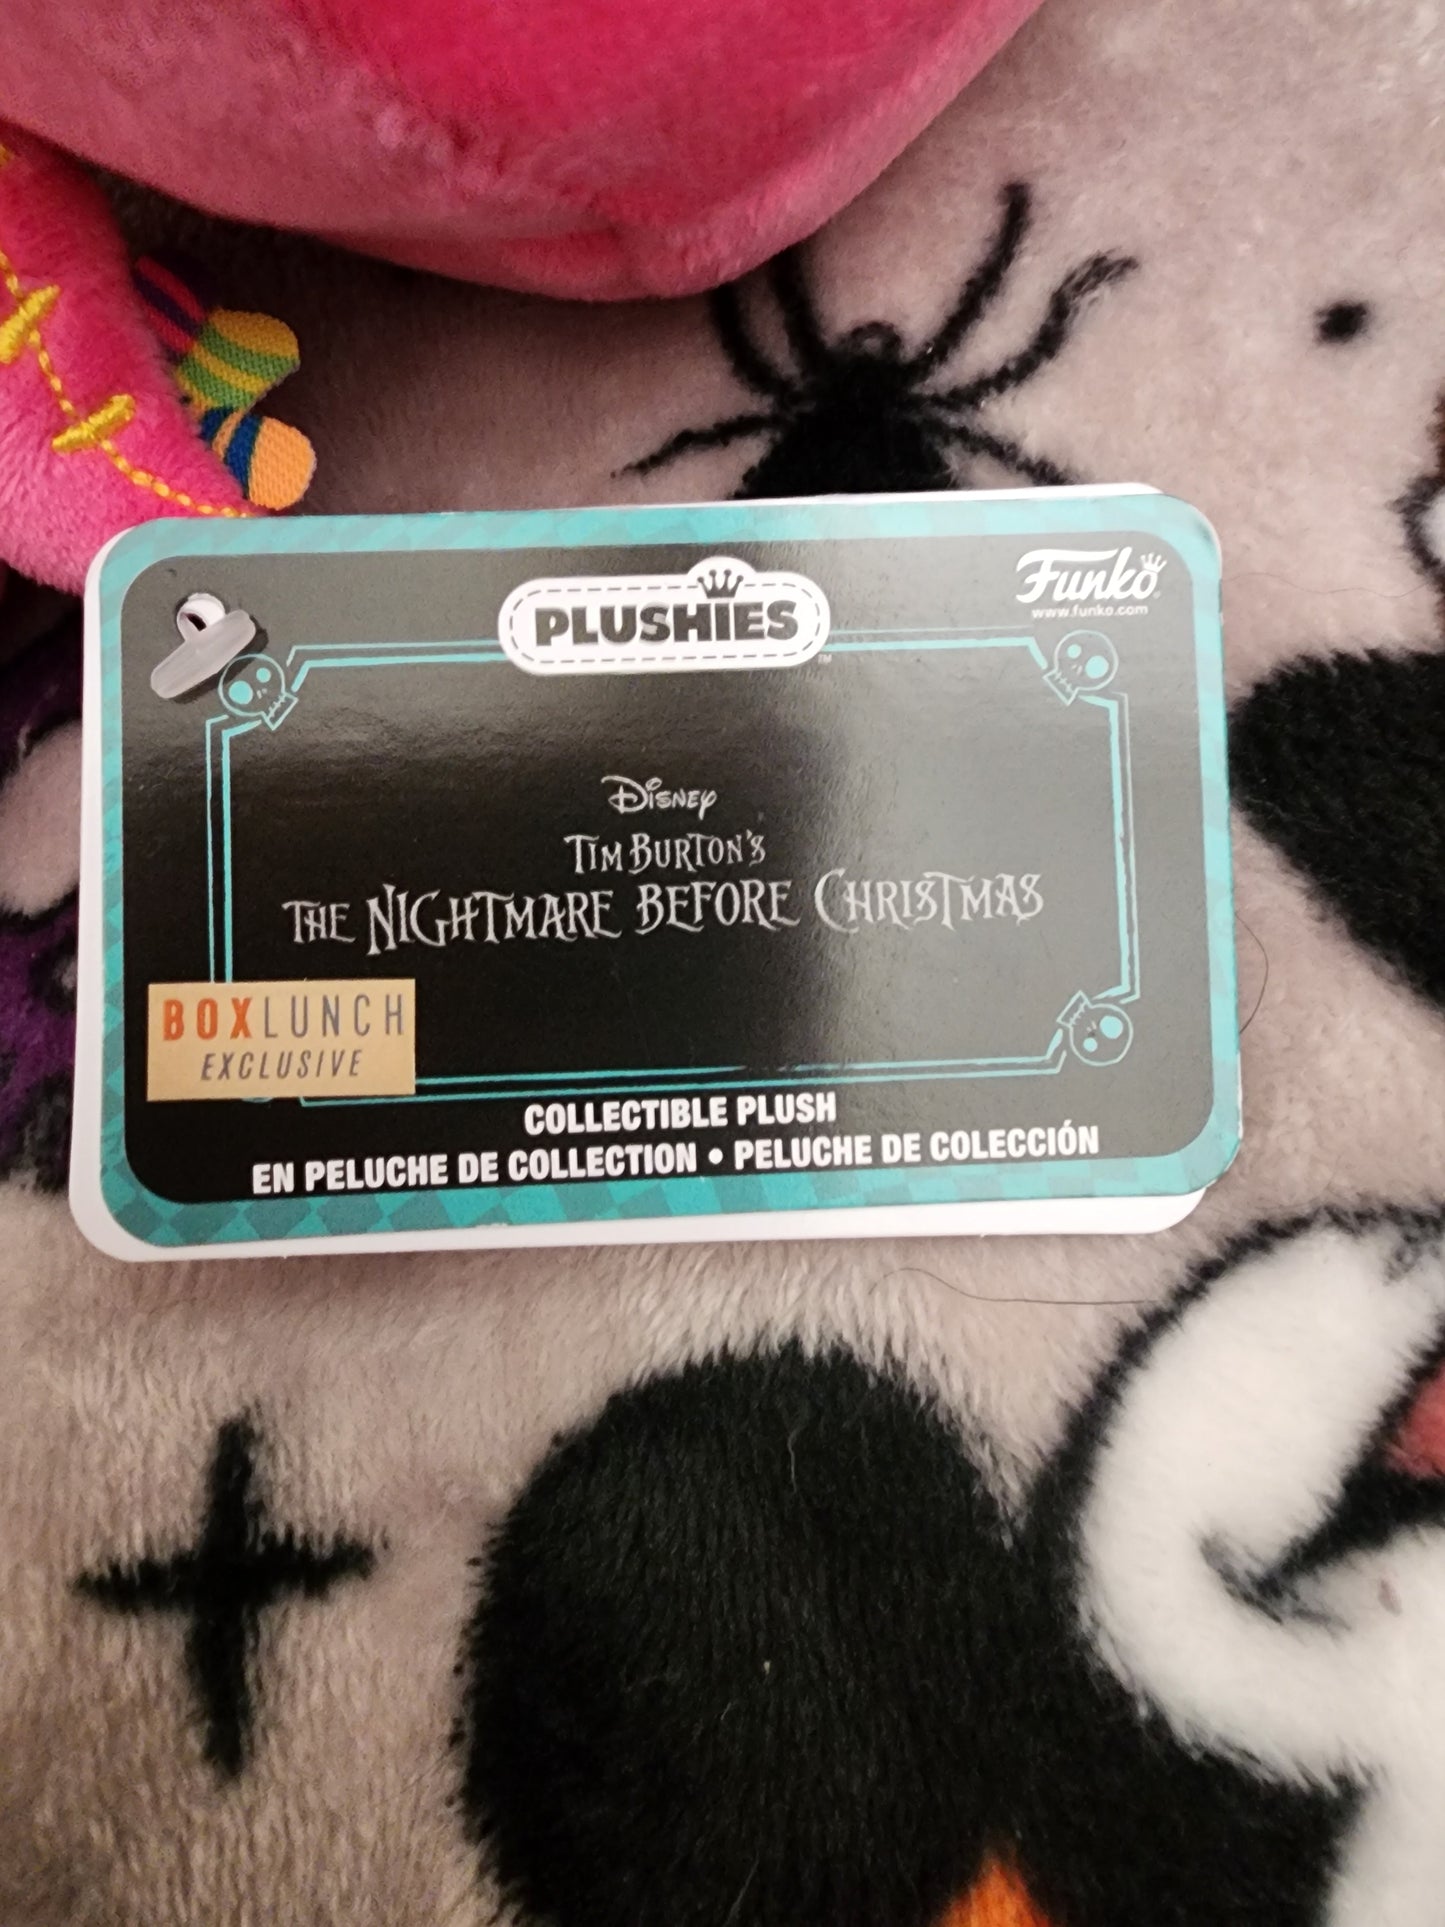 PLUSHIES
™
Funko
www.funko.com
Disney
Tim Burton's
The Nightmare Before Christmas
BOXLUNCH
EXCLUSIVE
COLLECTIBLE PLUSH
EN PELUCHE DE COLLECTION • PELUCHE DE COLECCIÓN